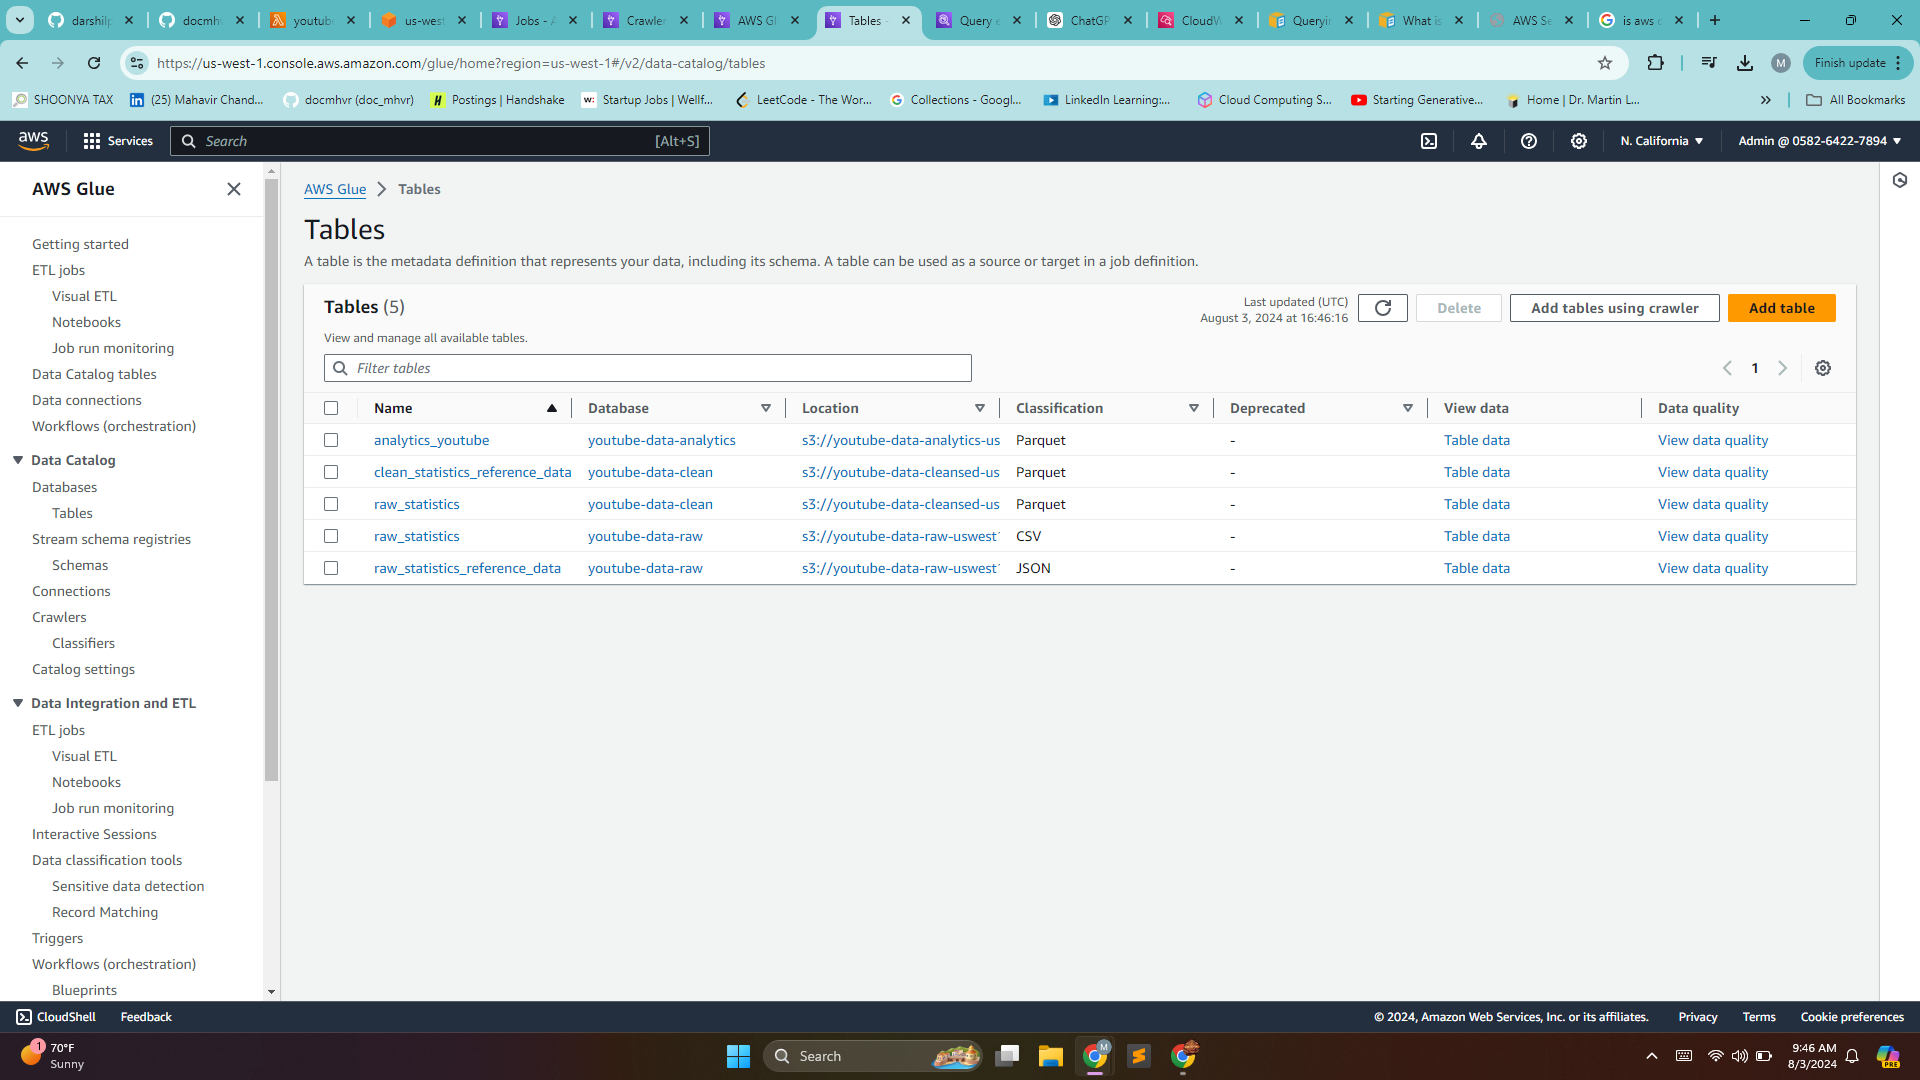 darshilp
docmhv
youtube
us-west
Jobs - A
Crawler
AWS Gl
Tables -
Query e
ChatGP
CloudW
Queryin
What is
AWS Se
is aws c
https://us-west-1.console.aws.amazon.com/glue/home?region=us-west-1#/v2/data-catalog/tables
M
Finish update
SHOONYA TAX
(25) Mahavir Chand...
docmhvr (doc_mhvr)
Postings | Handshake
Startup Jobs | Wellf...
LeetCode - The Wor...
Collections - Googl...
LinkedIn Learning:...
Cloud Computing S...
Starting Generative...
Home | Dr. Martin L...
All Bookmarks
aws
Services
Search
[Alt+S]
N. California
Admin @ 0582-6422-7894
AWS Glue
Getting started
ETL jobs
Visual ETL
Notebooks
Job run monitoring
Data Catalog tables
Data connections
Workflows (orchestration)
Data Catalog
Databases
Tables
Stream schema registries
Schemas
Connections
Crawlers
Classifiers
Catalog settings
Data Integration and ETL
ETL jobs
Visual ETL
Notebooks
Job run monitoring
Interactive Sessions
Data classification tools
Sensitive data detection
Record Matching
Triggers
Workflows (orchestration)
Blueprints
AWS Glue > Tables
Tables
A table is the metadata definition that represents your data, including its schema. A table can be used as a source or target in a job definition.
Tables (5)
Last updated (UTC)
August 3, 2024 at 16:46:16
Delete
Add tables using crawler
Add table
View and manage all available tables.
Filter tables
1
Name Database Location Classification Deprecated View data Data quality
analytics_youtube youtube-data-analytics s3://youtube-data-analytics-us Parquet - Table data View data quality
clean_statistics_reference_data youtube-data-clean s3://youtube-data-cleansed-us Parquet - Table data View data quality
raw_statistics youtube-data-clean s3://youtube-data-cleansed-us Parquet - Table data View data quality
raw_statistics youtube-data-raw s3://youtube-data-raw-uswest1 CSV - Table data View data quality
raw_statistics_reference_data youtube-data-raw s3://youtube-data-raw-uswest1 JSON - Table data View data quality
CloudShell
Feedback
© 2024, Amazon Web Services, Inc. or its affiliates.
Privacy
Terms
Cookie preferences
1
70°F
Sunny
Search
M
9:46 AM
8/3/2024
PRE